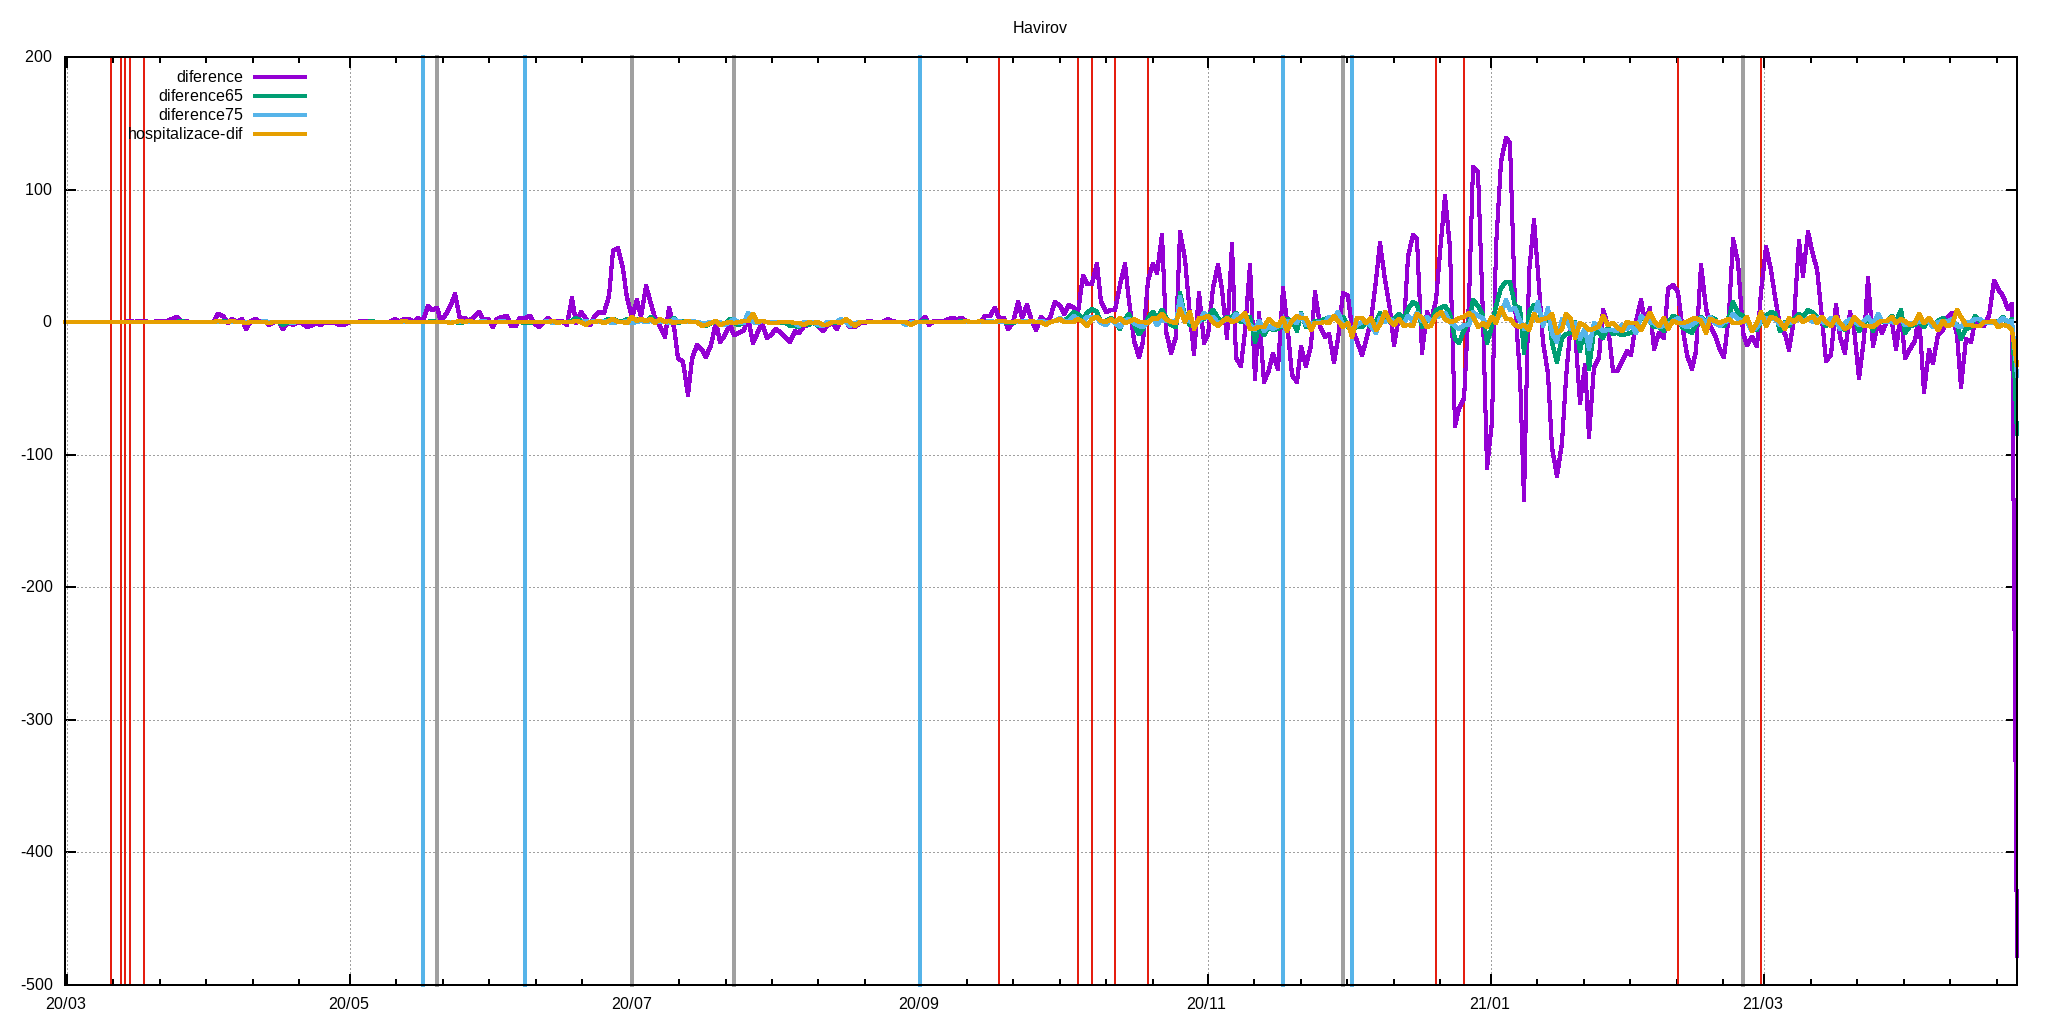 Havirov
200
diference
diference65
diference75
hospitalizace-dif
100
0
-100
-200
-300
-400
-500
20/03 20/05 20/07 20/09 20/11 21/01 21/03